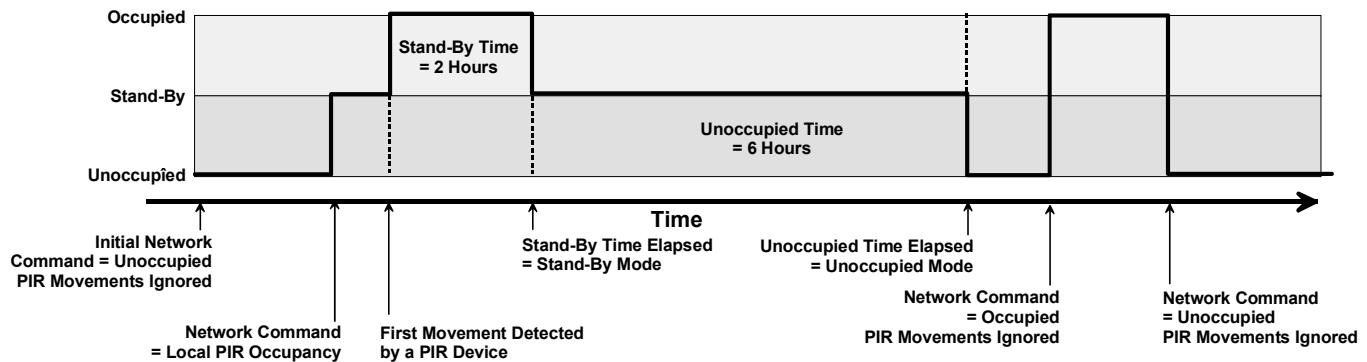 Occupied
Stand-By Time
= 2 Hours
Stand-By
Unoccupied Time
= 6 Hours
Unoccupied
Time
Initial Network
Command = Unoccupied
PIR Movements Ignored
Network Command
= Local PIR Occupancy
First Movement Detected
by a PIR Device
Stand-By Time Elapsed
= Stand-By Mode
Unoccupied Time Elapsed
= Unoccupied Mode
Network Command
= Occupied
PIR Movements Ignored
Network Command
= Unoccupied
PIR Movements Ignored